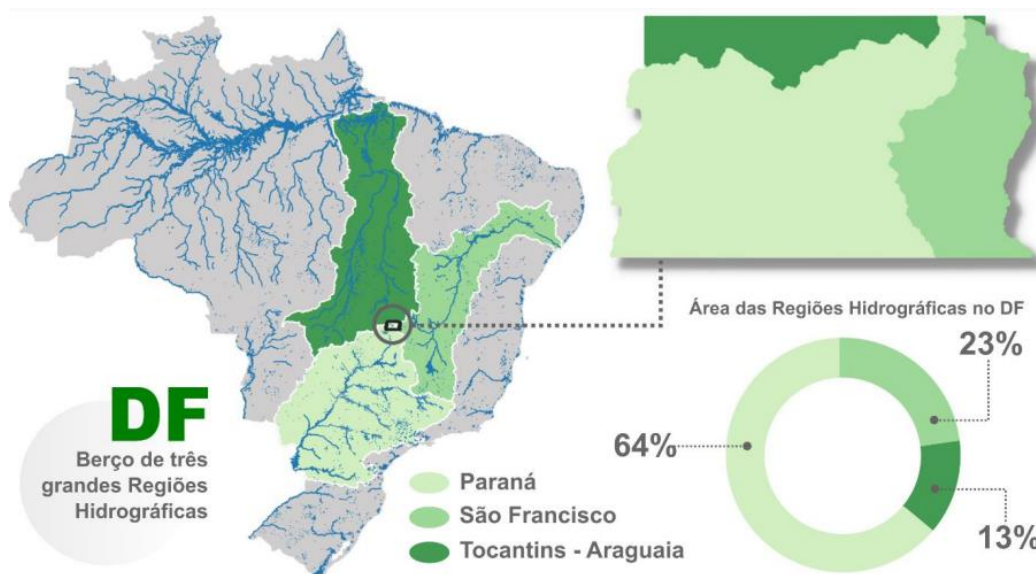 DF
Berço de três
grandes Regiões
Hidrográficas
Paraná
São Francisco
Tocantins - Araguaia
Área das Regiões Hidrográficas no DF
23%
64%
13%